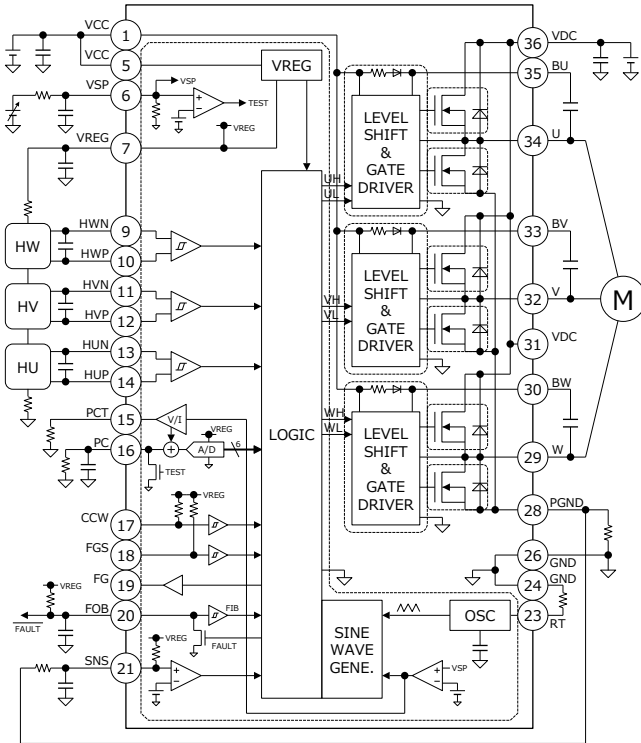 VCC
1
VCC
5
VSP
6
VSP
TEST
VREG
VREG
7
VREG
HWN
9
HW
HWP
10
HVN
11
HV
HVP
12
HUN
13
HU
HUP
14
PCT
15
V/I
PC
16
A/D
VREG
6
TEST
VREG
CCW
17
FGS
18
FG
19
VREG
FOB
20
FIB
FAULT
FAULT
SNS
21
VREG
LOGIC
UH
UL
VH
VL
WH
WL
LEVEL
SHIFT
&
GATE
DRIVER
LEVEL
SHIFT
&
GATE
DRIVER
LEVEL
SHIFT
&
GATE
DRIVER
SINE
WAVE
GENE.
OSC
VSP
36
VDC
35
BU
34
U
33
BV
32
V
31
VDC
30
BW
29
W
28
PGND
26
GND
24
GND
23
RT
M